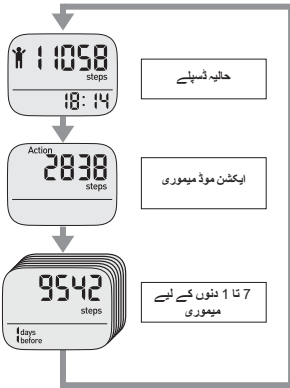 11058
steps
18:14
حالیہ ڈسپلے
Action
2838
steps
ایکشن موڈ میموری
9542
steps
1 days
before
7 تا 1 دنوں کے لیے
میموری